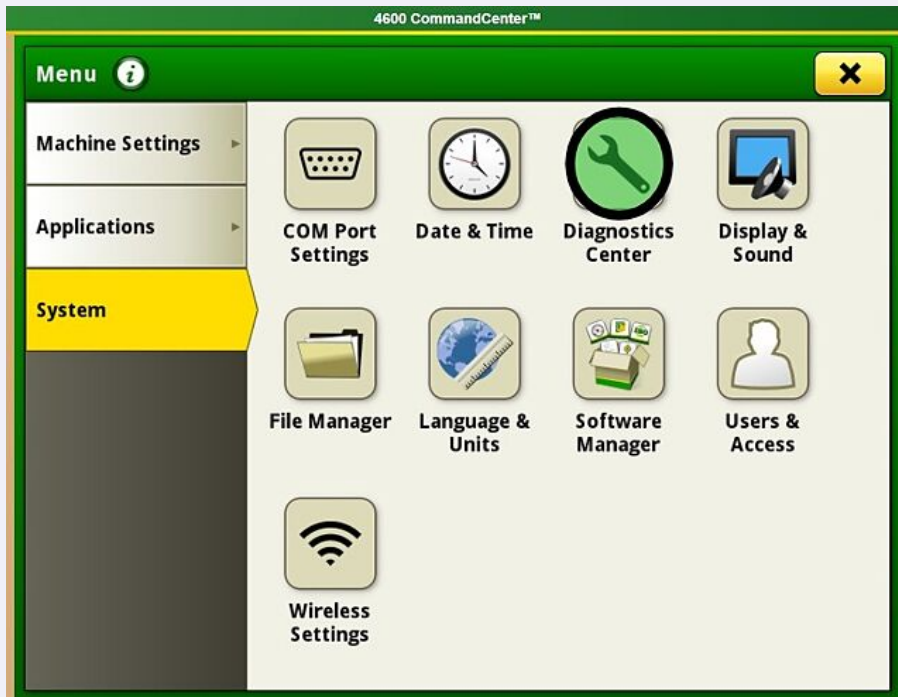 4600 CommandCenter™
Menu
Machine Settings
Applications
System
COM Port
Settings
Date & Time
Diagnostics
Center
Display &
Sound
File Manager
Language &
Units
Software
Manager
Users &
Access
Wireless
Settings